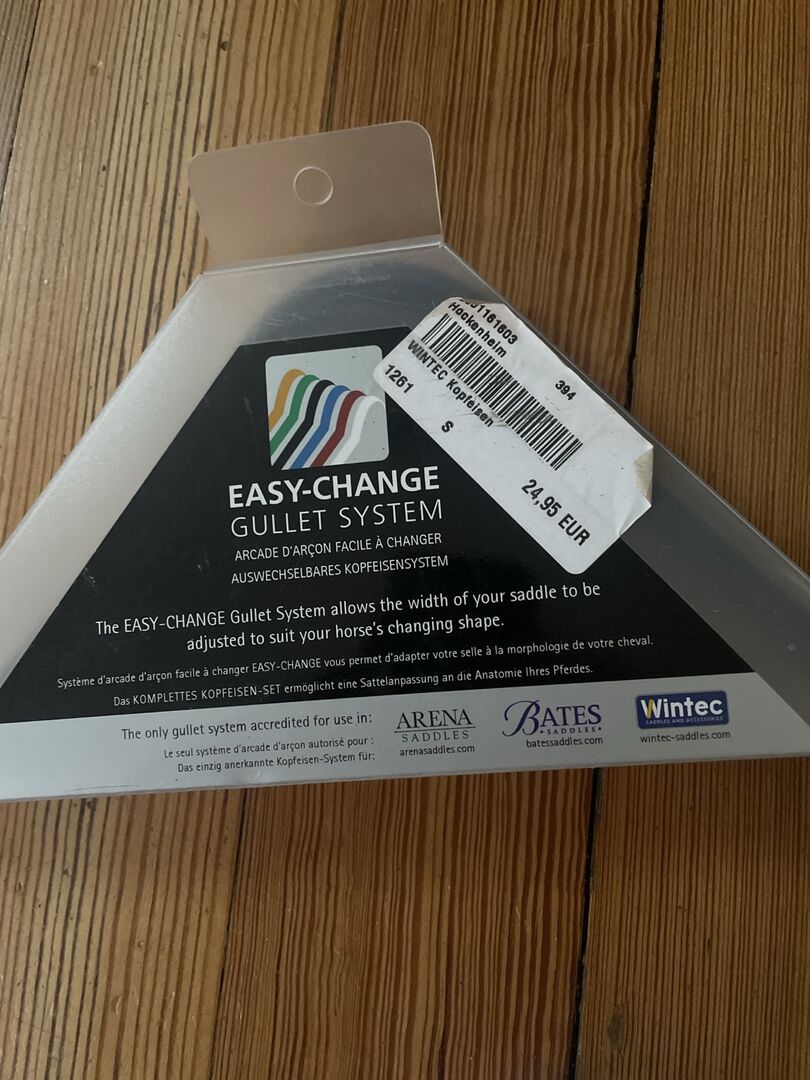 1161603
Hockenheim
394
WINTEC Kopfeisen
1261
S
24,95 EUR
EASY-CHANGE
GULLET SYSTEM
ARCADE D'ARÇON FACILE À CHANGER
AUSWECHSELBARES KOPFEISENSYSTEM
The EASY-CHANGE Gullet System allows the width of your saddle to be
adjusted to suit your horse's changing shape.
Système d'arcade d'arçon facile à changer EASY-CHANGE vous permet d'adapter votre selle à la morphologie de votre cheval.
Das KOMPLETTES KOPFEISEN-SET ermöglicht eine Sattelanpassung an die Anatomie Ihres Pferdes.
The only gullet system accredited for use in:
Le seul système d'arcade d'arçon autorisé pour :
Das einzig anerkannte Kopfeisen-System für:
ARENA
SADDLES
arenasaddles.com
BATES
SADDLES
batessaddles.com
Wintec
SADDLES AND ACCESSORIES
wintec-saddles.com